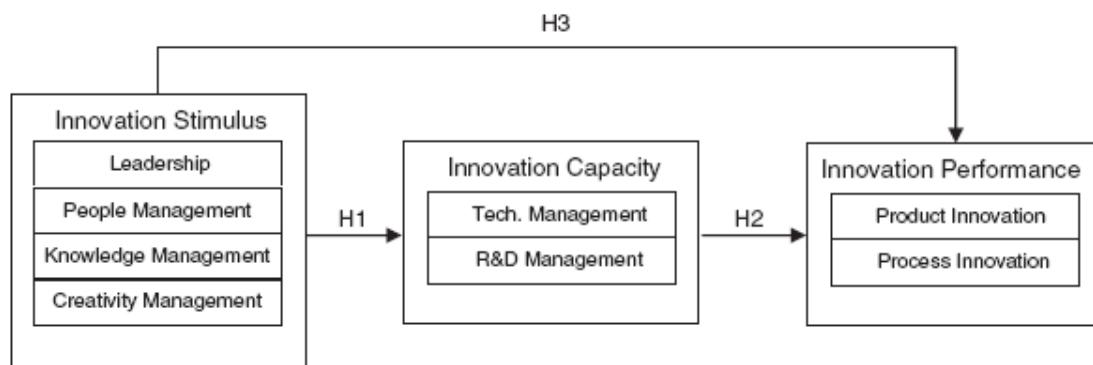 H3
Innovation Stimulus
Leadership
People Management
Knowledge Management
Creativity Management
H1
Innovation Capacity
Tech. Management
R&D Management
H2
Innovation Performance
Product Innovation
Process Innovation